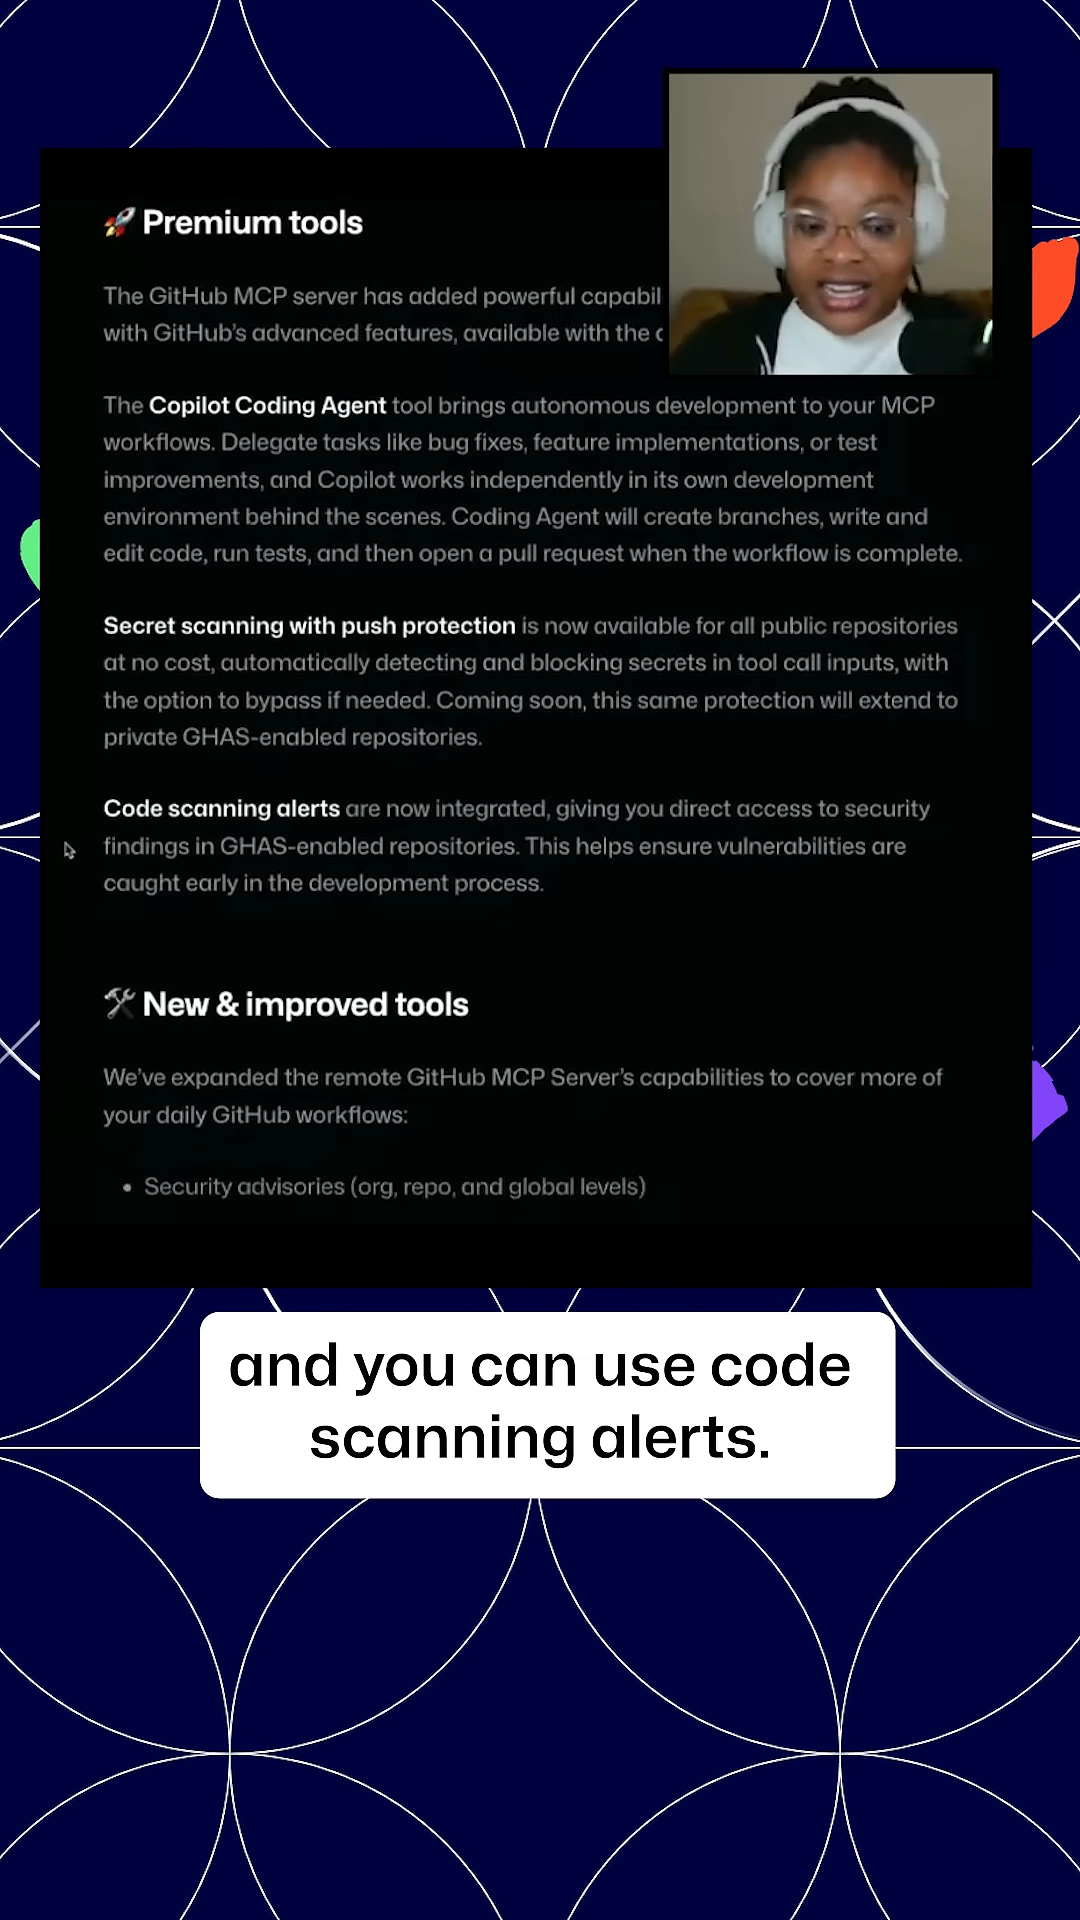 🚀 Premium tools
The GitHub MCP server has added powerful
with GitHub's advanced features, available with the
The Copilot Coding Agent tool brings autonomous development to your MCP
workflows. Delegate tasks like bug fixes, feature implementations, or test
improvements, and Copilot works independently in its own development
environment behind the scenes. Coding Agent will create branches, write and
edit code, run tests, and then open a pull request when the workflow is complete.
Secret scanning with push protection is now available for all public repositories
at no cost, automatically detecting and blocking secrets in tool call inputs, with
the option to bypass if needed. Coming soon, this same protection will extend to
private GHAS-enabled repositories.
Code scanning alerts are now integrated, giving you direct access to security
findings in GHAS-enabled repositories. This helps ensure vulnerabilities are
caught early in the development process.
🛠 New & improved tools
We've expanded the remote GitHub MCP Server's capabilities to cover more of
your daily GitHub workflows:
• Security advisories (org, repo, and global levels)
and you can use code
scanning alerts.